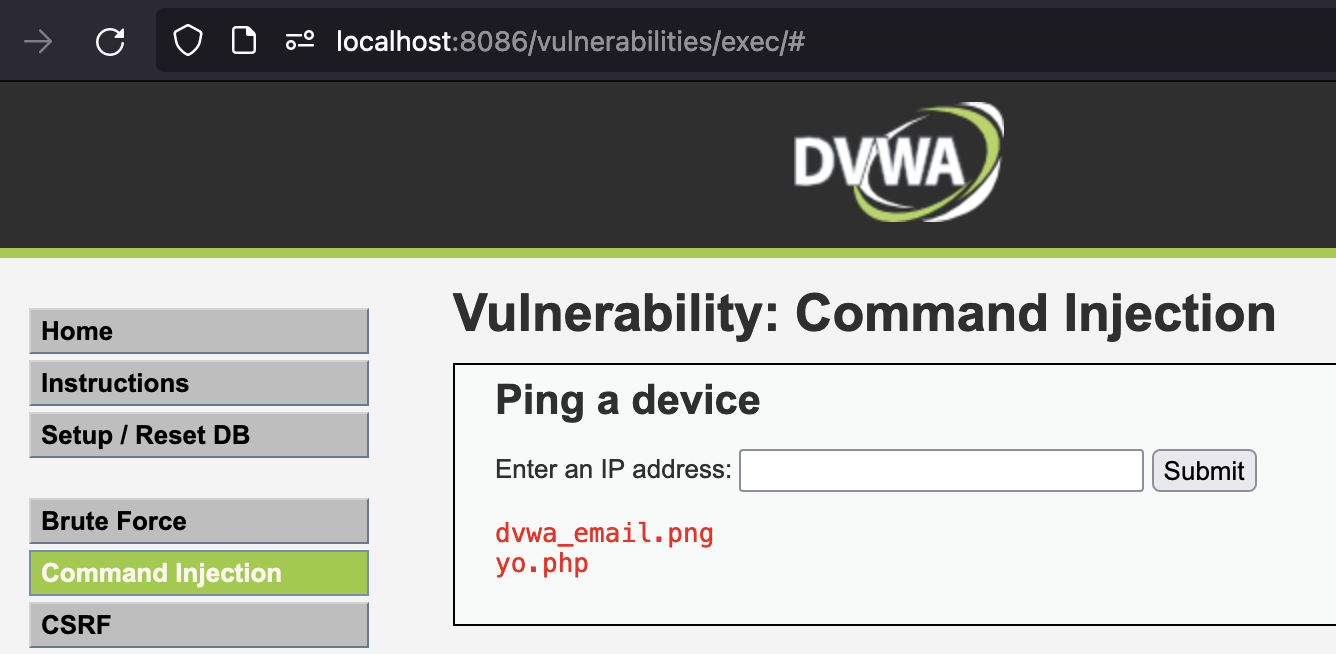 localhost:8086/vulnerabilities/exec/#
DVWA
Home
Instructions
Setup / Reset DB
Brute Force
Command Injection
CSRF
Vulnerability: Command Injection
Ping a device
Enter an IP address: Submit
dvwa_email.png
yo.php